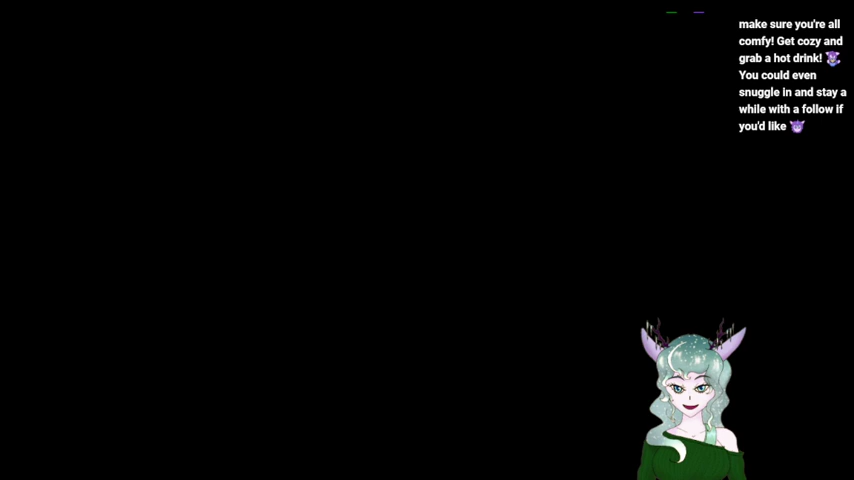 make sure you're all
comfy! Get cozy and
grab a hot drink!
You could even
snuggle in and stay a
while with a follow if
you'd like